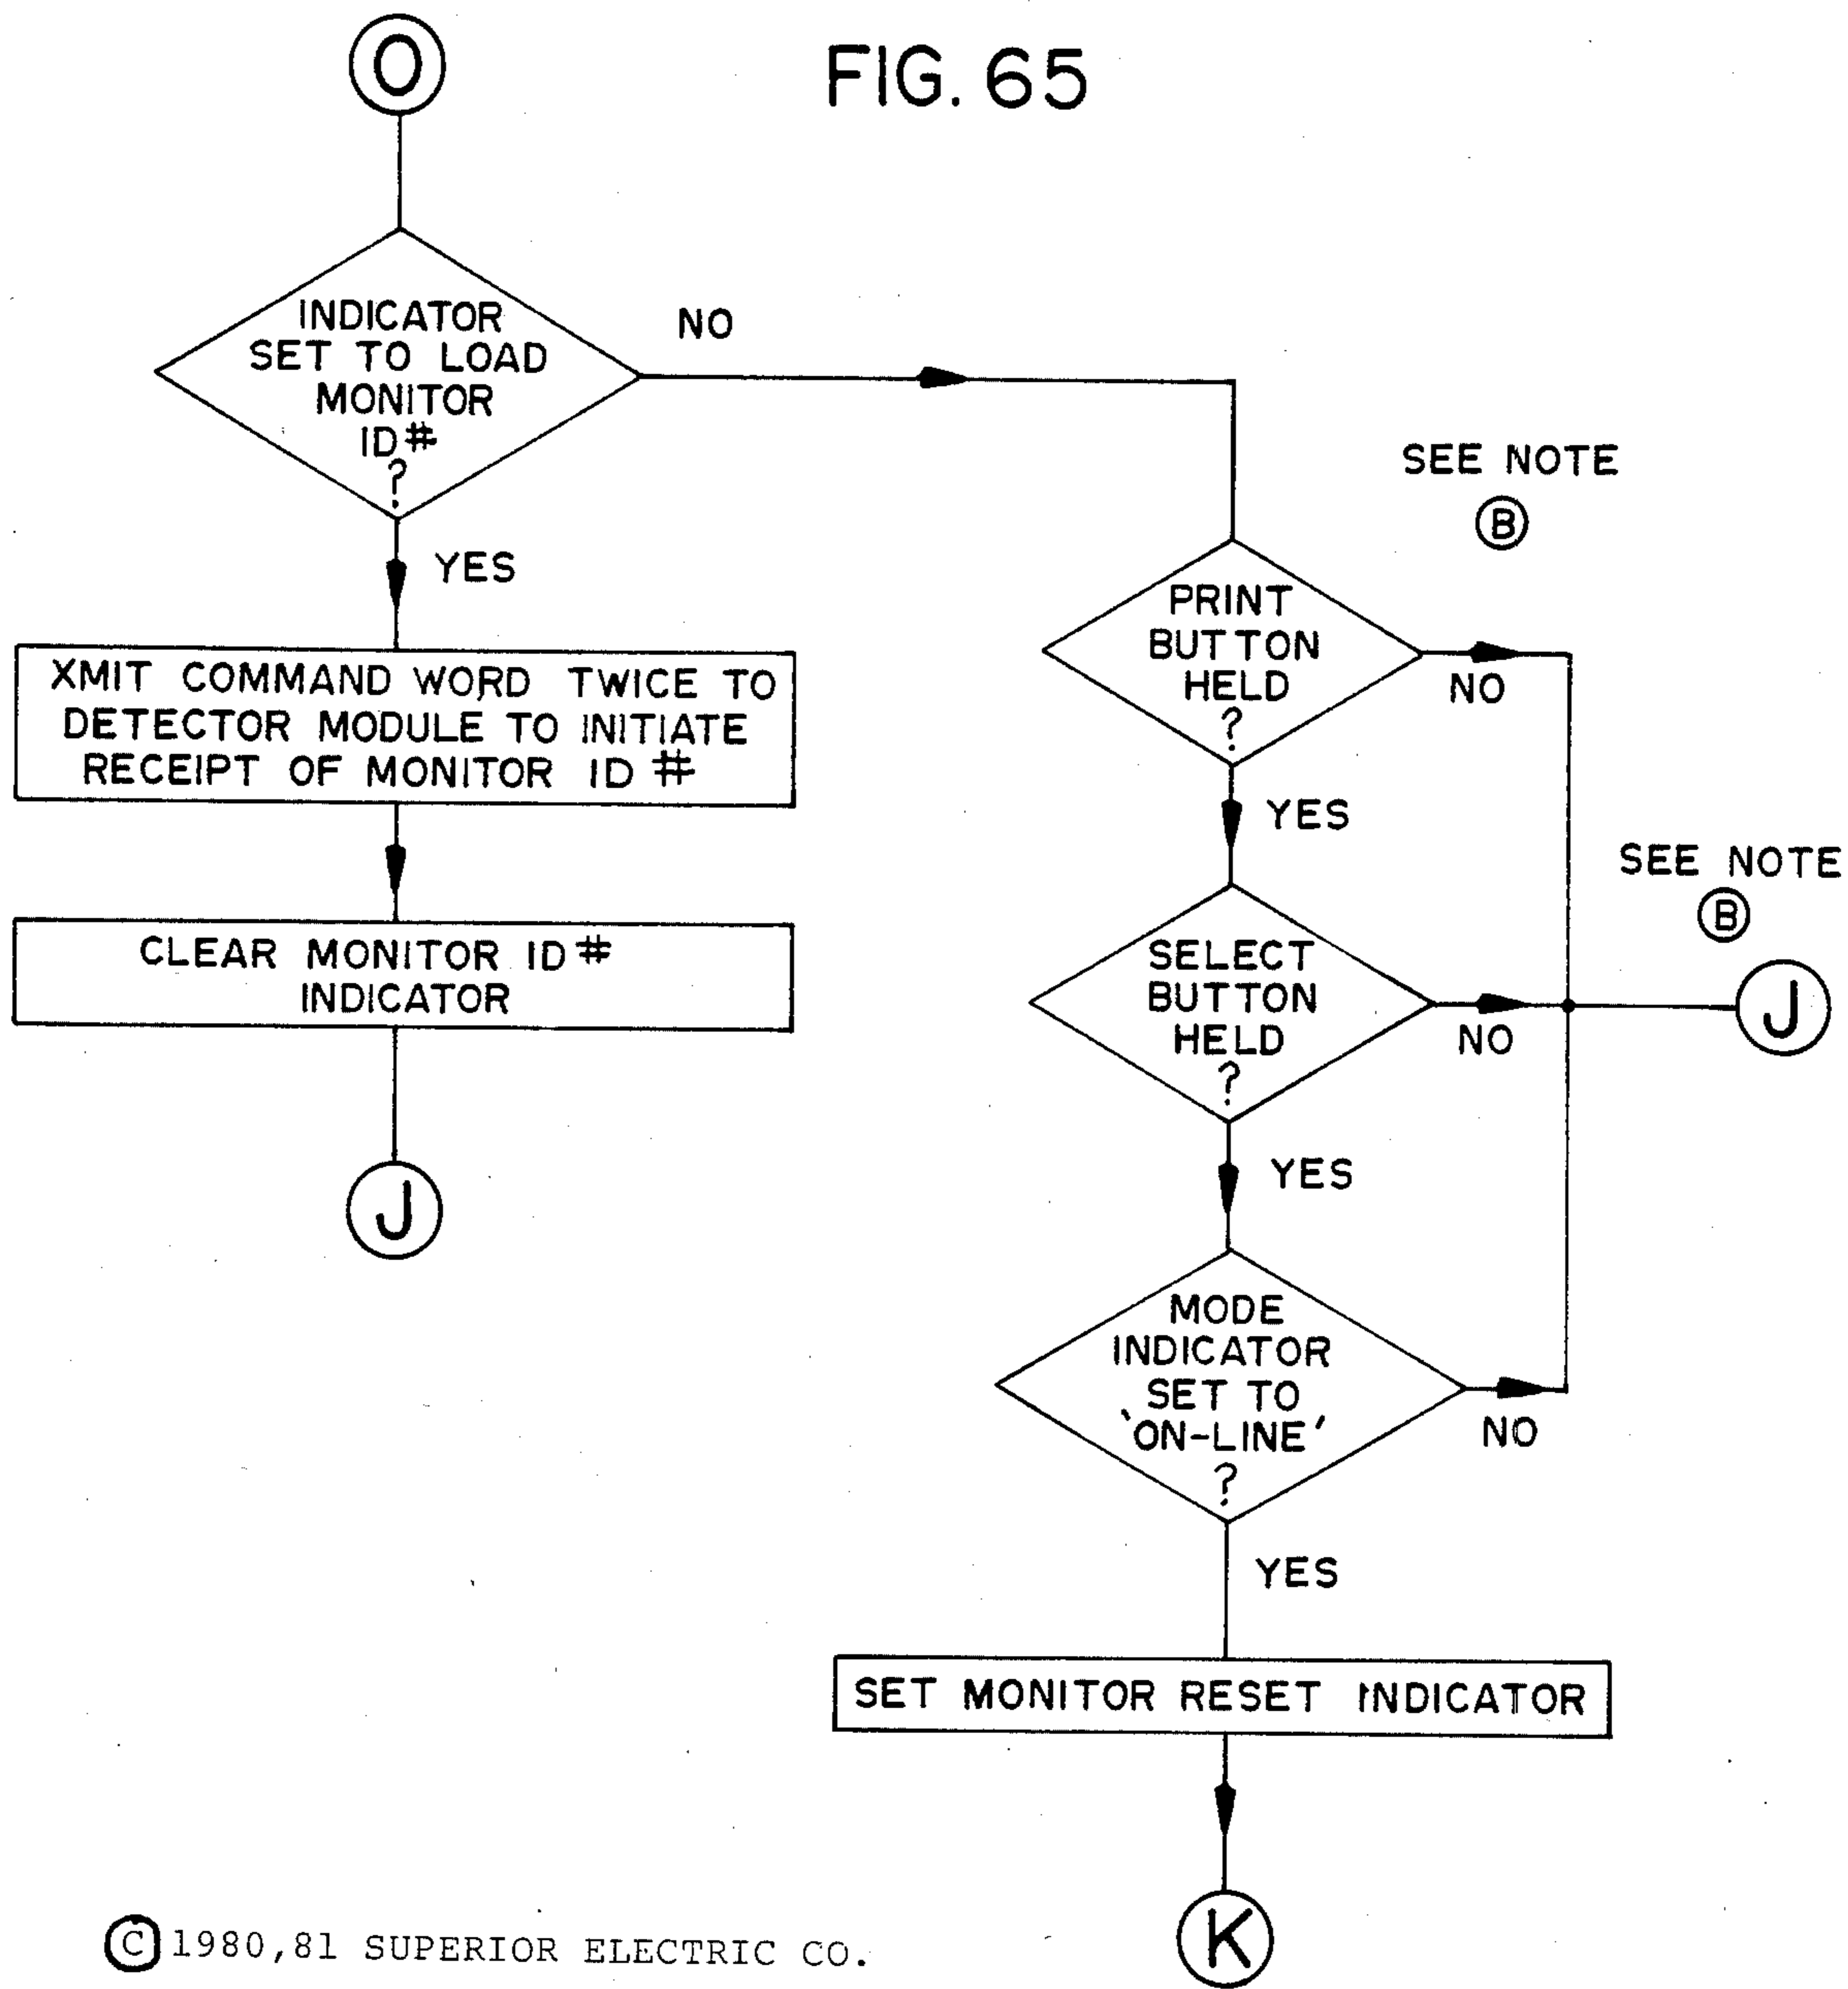 O
FIG. 65
INDICATOR
SET TO LOAD
MONITOR
ID#
?
NO
YES
XMIT COMMAND WORD TWICE TO
DETECTOR MODULE TO INITIATE
RECEIPT OF MONITOR ID #
CLEAR MONITOR ID #
INDICATOR
J
SEE NOTE
B
PRINT
BUTTON
HELD
?
NO
YES
SEE NOTE
B
SELECT
BUTTON
HELD
?
NO
J
YES
MODE
INDICATOR
SET TO
'ON-LINE'
?
NO
YES
SET MONITOR RESET INDICATOR
K
© 1980,81 SUPERIOR ELECTRIC CO.